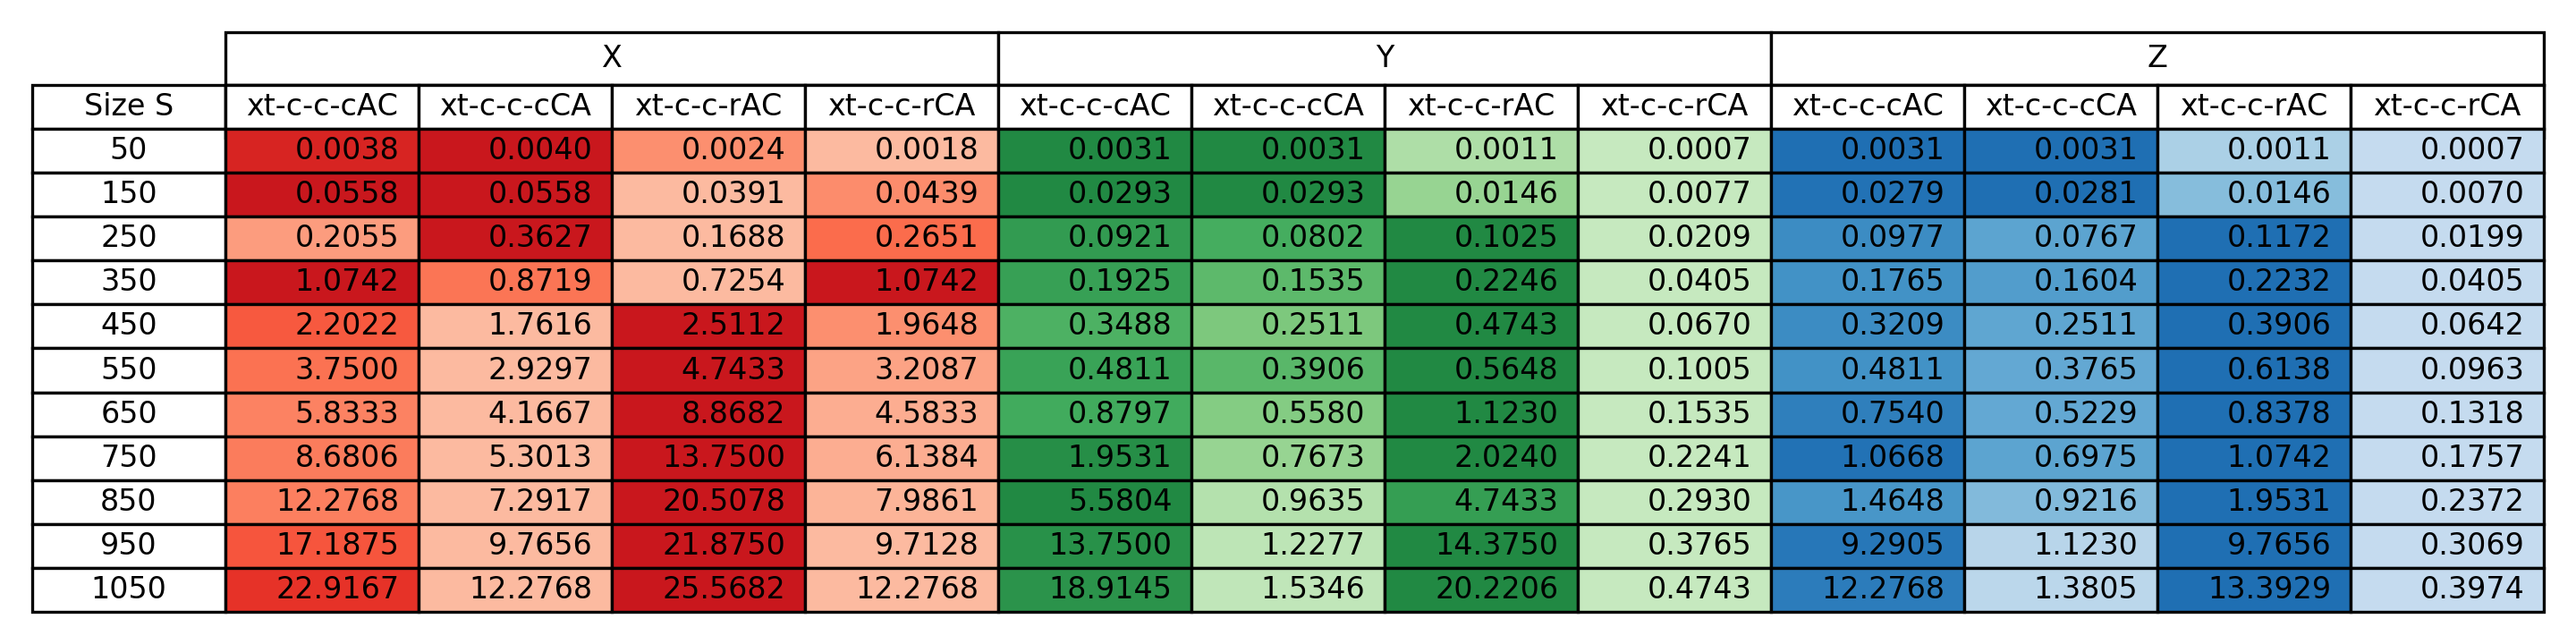 X Y Z
Size S xt-c-c-cAC xt-c-c-cCA xt-c-c-rAC xt-c-c-rCA xt-c-c-cAC xt-c-c-cCA xt-c-c-rAC xt-c-c-rCA xt-c-c-cAC xt-c-c-cCA xt-c-c-rAC xt-c-c-rCA
50 0.0038 0.0040 0.0024 0.0018 0.0031 0.0031 0.0011 0.0007 0.0031 0.0031 0.0011 0.0007
150 0.0558 0.0558 0.0391 0.0439 0.0293 0.0293 0.0146 0.0077 0.0279 0.0281 0.0146 0.0070
250 0.2055 0.3627 0.1688 0.2651 0.0921 0.0802 0.1025 0.0209 0.0977 0.0767 0.1172 0.0199
350 1.0742 0.8719 0.7254 1.0742 0.1925 0.1535 0.2246 0.0405 0.1765 0.1604 0.2232 0.0405
450 2.2022 1.7616 2.5112 1.9648 0.3488 0.2511 0.4743 0.0670 0.3209 0.2511 0.3906 0.0642
550 3.7500 2.9297 4.7433 3.2087 0.4811 0.3906 0.5648 0.1005 0.4811 0.3765 0.6138 0.0963
650 5.8333 4.1667 8.8682 4.5833 0.8797 0.5580 1.1230 0.1535 0.7540 0.5229 0.8378 0.1318
750 8.6806 5.3013 13.7500 6.1384 1.9531 0.7673 2.0240 0.2241 1.0668 0.6975 1.0742 0.1757
850 12.2768 7.2917 20.5078 7.9861 5.5804 0.9635 4.7433 0.2930 1.4648 0.9216 1.9531 0.2372
950 17.1875 9.7656 21.8750 9.7128 13.7500 1.2277 14.3750 0.3765 9.2905 1.1230 9.7656 0.3069
1050 22.9167 12.2768 25.5682 12.2768 18.9145 1.5346 20.2206 0.4743 12.2768 1.3805 13.3929 0.3974